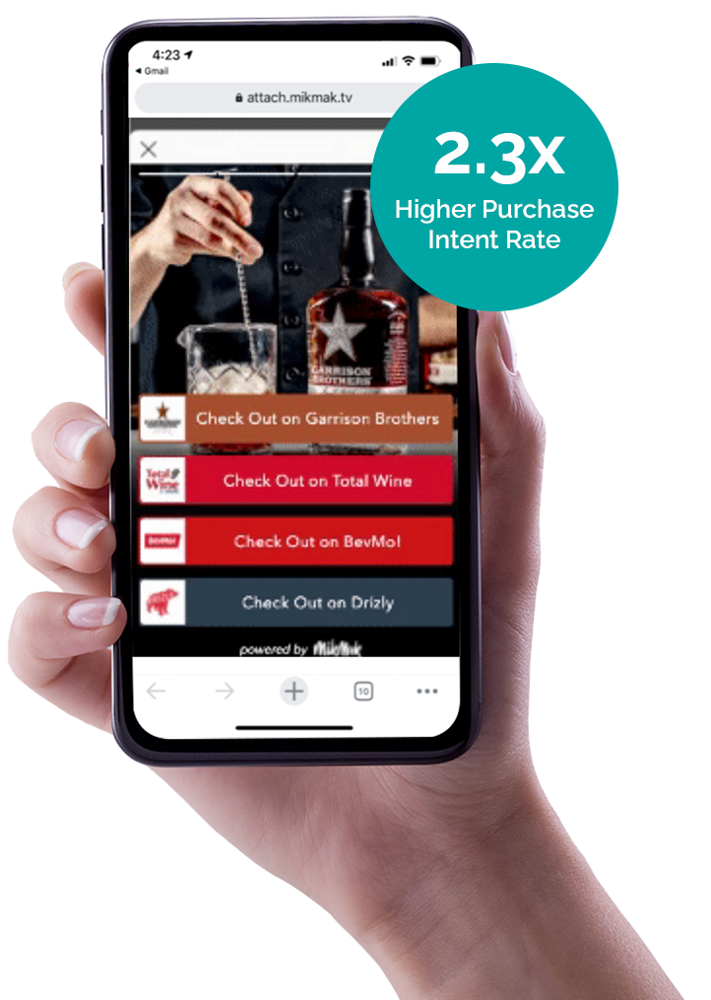 4:23
Gmail
attach.mikmak.tv
2.3x
Higher Purchase
Intent Rate
GARRISON
BROTHERS
Check Out on Garrison Brothers
Total
Wine
Check Out on Total Wine
BevMo!
Check Out on BevMo!
Check Out on Drizly
powered by MikMak
10